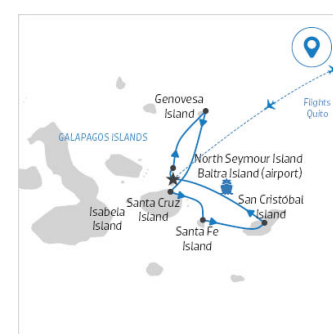 Genovesa
Island
Flights
Quito
GALAPAGOS ISLANDS
North Seymour Island
Baltra Island (airport)
Isabela
Island
Santa Cruz
Island
San Cristóbal
Island
Santa Fe
Island